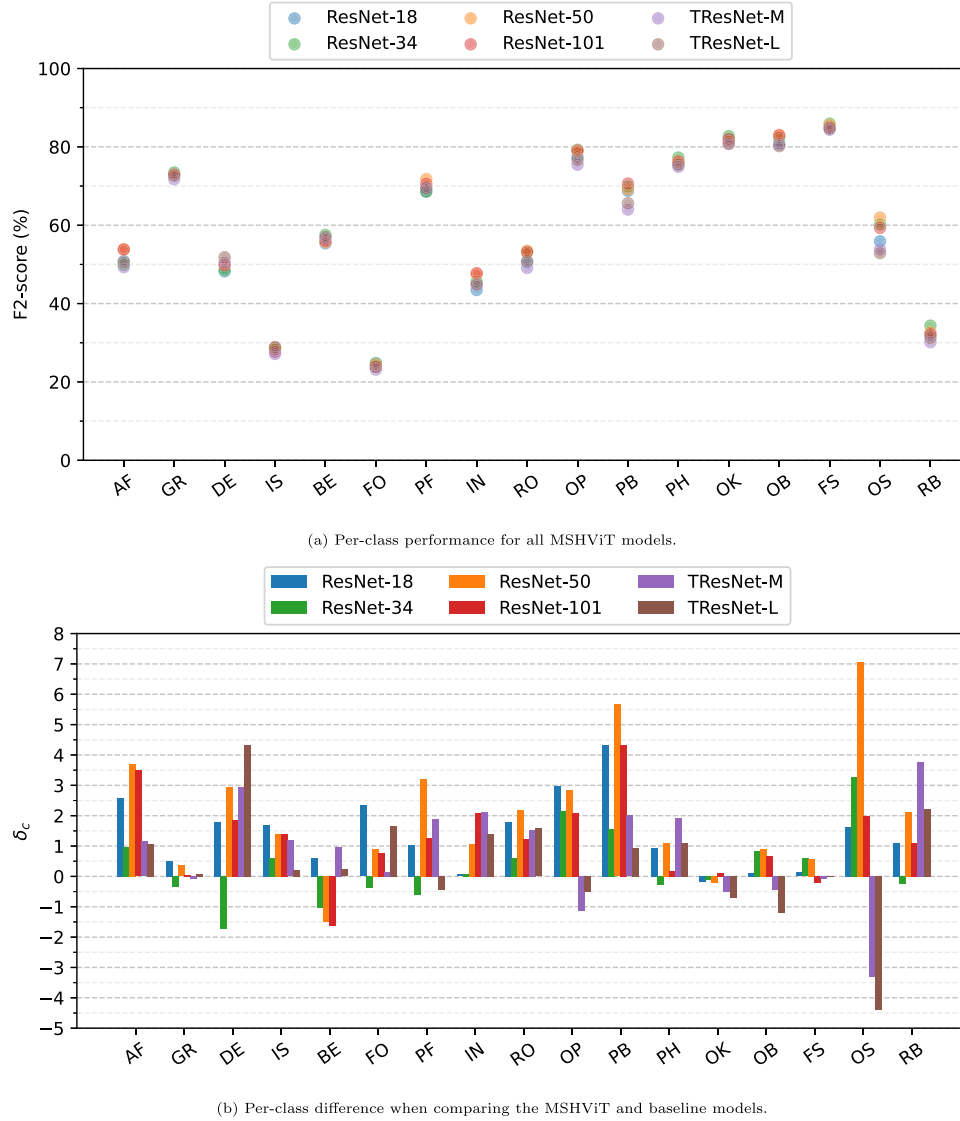 ResNet-18 ResNet-50 TResNet-M
ResNet-34 ResNet-101 TResNet-L
100
80
60
40
20
0
F2-score (%)
AF GR DE IS BE FO PF IN RO OP PB PH OK OB FS OS RB
(a) Per-class performance for all MSHViT models.
ResNet-18 ResNet-50 TResNet-M
ResNet-34 ResNet-101 TResNet-L
8
7
6
5
4
3
2
1
0
−1
−2
−3
−4
−5
δc
AF GR DE IS BE FO PF IN RO OP PB PH OK OB FS OS RB
(b) Per-class difference when comparing the MSHViT and baseline models.